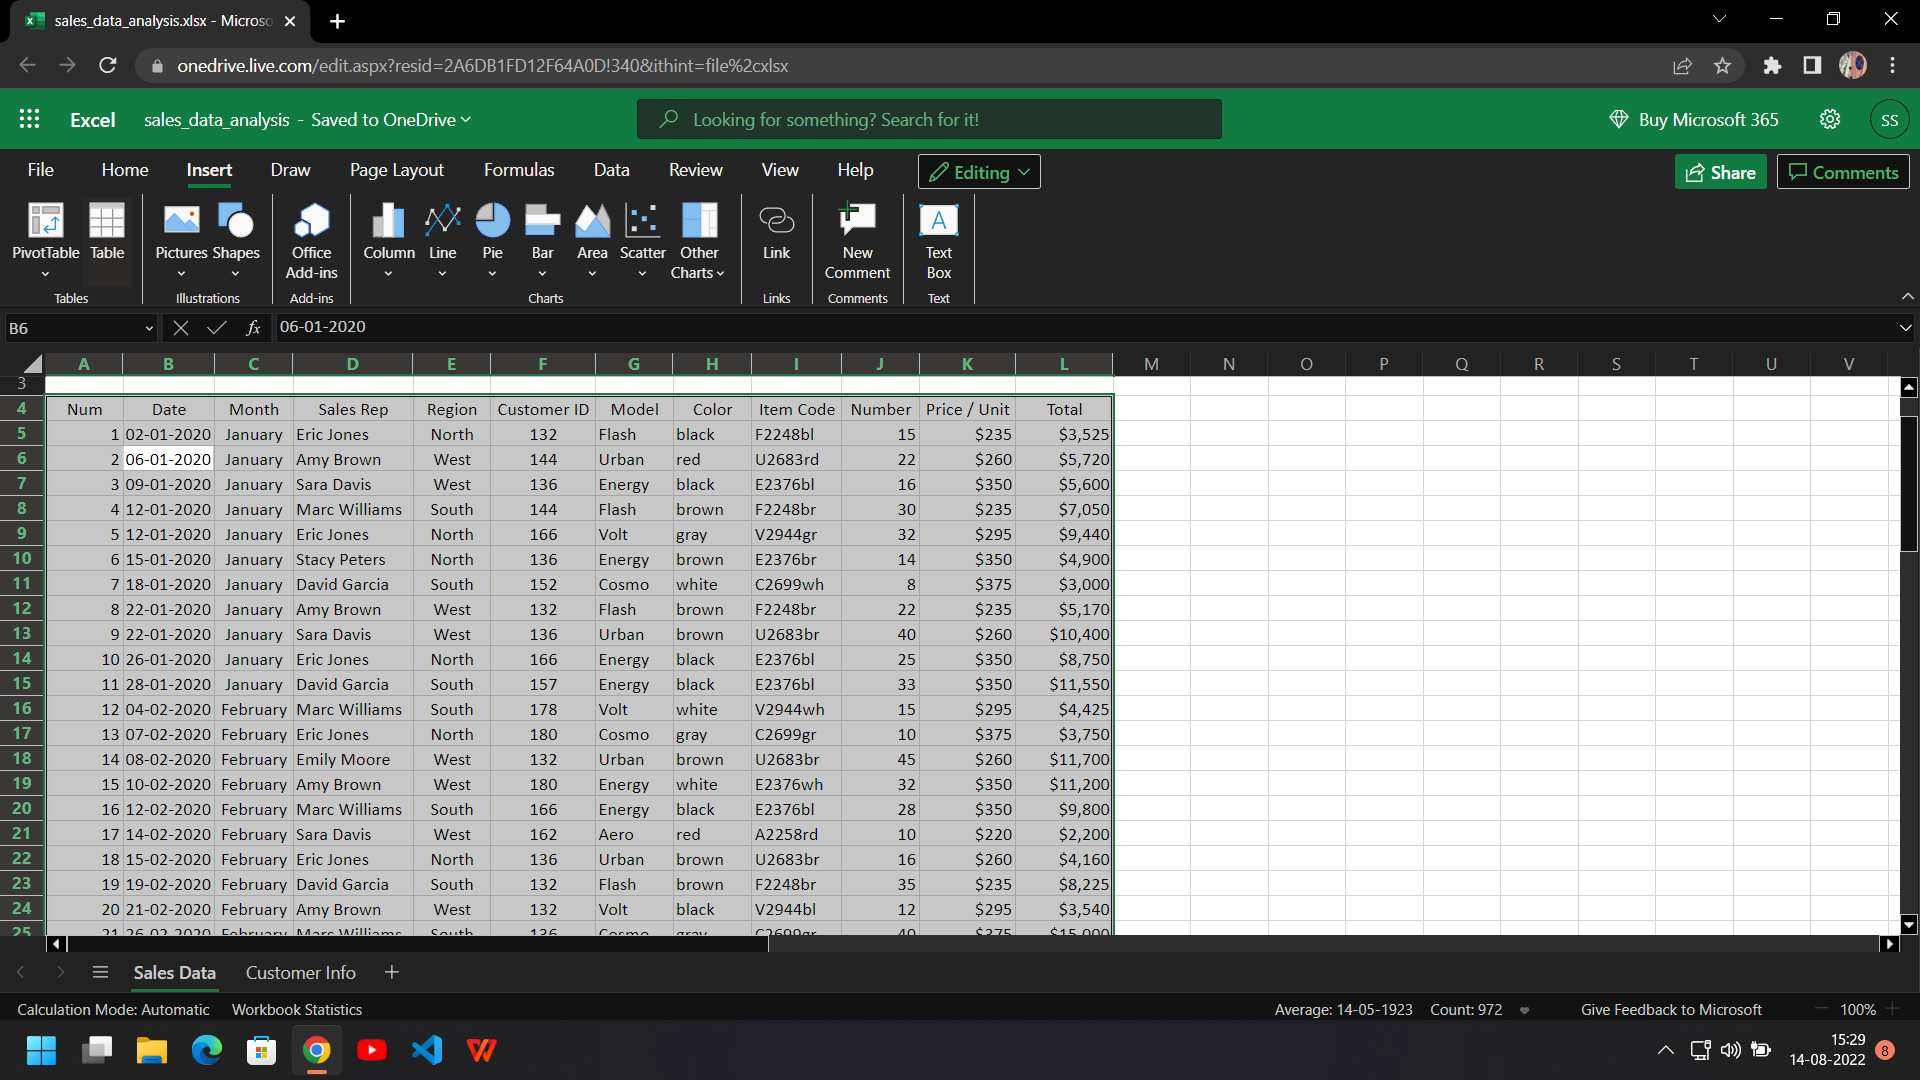 sales_data_analysis.xlsx - Microso
onedrive.live.com/edit.aspx?resid=2A6DB1FD12F64A0D!340&ithint=file%2cxlsx
Excel sales_data_analysis - Saved to OneDrive Looking for something? Search for it! Buy Microsoft 365 SS
File Home Insert Draw Page Layout Formulas Data Review View Help Editing Share Comments
PivotTable Table Pictures Shapes Office Add-ins Column Line Pie Bar Area Scatter Other Charts Link New Comment Text Box
Tables Illustrations Add-ins Charts Links Comments Text
B6 fx 06-01-2020
A B C D E F G H I J K L M N O P Q R S T U V
3
4 Num Date Month Sales Rep Region Customer ID Model Color Item Code Number Price / Unit Total
5 1 02-01-2020 January Eric Jones North 132 Flash black F2248bl 15 $235 $3,525
6 2 06-01-2020 January Amy Brown West 144 Urban red U2683rd 22 $260 $5,720
7 3 09-01-2020 January Sara Davis West 136 Energy black E2376bl 16 $350 $5,600
8 4 12-01-2020 January Marc Williams South 144 Flash brown F2248br 30 $235 $7,050
9 5 12-01-2020 January Eric Jones North 166 Volt gray V2944gr 32 $295 $9,440
10 6 15-01-2020 January Stacy Peters North 136 Energy brown E2376br 14 $350 $4,900
11 7 18-01-2020 January David Garcia South 152 Cosmo white C2699wh 8 $375 $3,000
12 8 22-01-2020 January Amy Brown West 132 Flash brown F2248br 22 $235 $5,170
13 9 22-01-2020 January Sara Davis West 136 Urban brown U2683br 40 $260 $10,400
14 10 26-01-2020 January Eric Jones North 166 Energy black E2376bl 25 $350 $8,750
15 11 28-01-2020 January David Garcia South 157 Energy black E2376bl 33 $350 $11,550
16 12 04-02-2020 February Marc Williams South 178 Volt white V2944wh 15 $295 $4,425
17 13 07-02-2020 February Eric Jones North 180 Cosmo gray C2699gr 10 $375 $3,750
18 14 08-02-2020 February Emily Moore West 132 Urban brown U2683br 45 $260 $11,700
19 15 10-02-2020 February Amy Brown West 180 Energy white E2376wh 32 $350 $11,200
20 16 12-02-2020 February Marc Williams South 166 Energy black E2376bl 28 $350 $9,800
21 17 14-02-2020 February Sara Davis West 162 Aero red A2258rd 10 $220 $2,200
22 18 15-02-2020 February Eric Jones North 136 Urban brown U2683br 16 $260 $4,160
23 19 19-02-2020 February David Garcia South 132 Flash brown F2248br 35 $235 $8,225
24 20 21-02-2020 February Amy Brown West 132 Volt black V2944bl 12 $295 $3,540
25 21 26-02-2020 February Marc Williams South 136 Cosmo gray C2699gr 40 $375 $15,000
Sales Data Customer Info
Calculation Mode: Automatic Workbook Statistics Average: 14-05-1923 Count: 972 Give Feedback to Microsoft 100%
15:29
14-08-2022 8